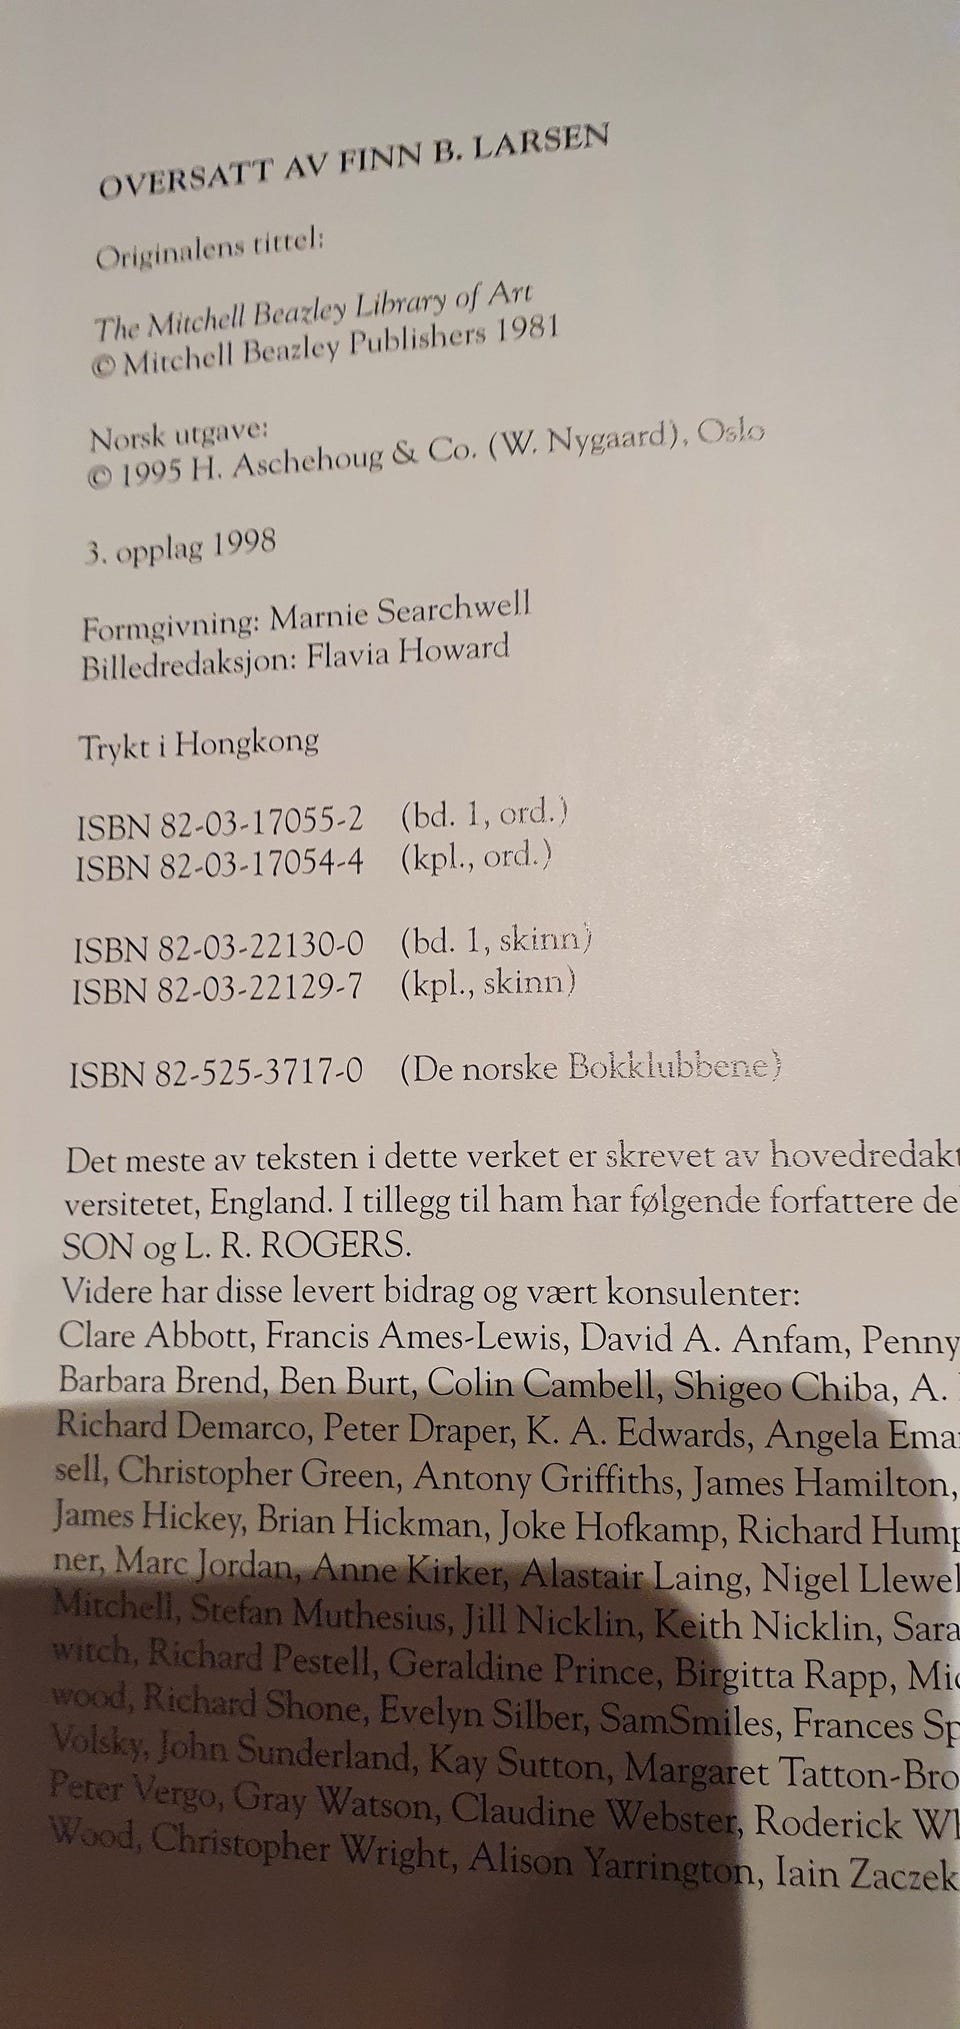 OVERSATT AV FINN B. LARSEN
Originalens tittel:
The Mitchell Beazley Library of Art
© Mitchell Beazley Publishers 1981
Norsk utgave:
© 1995 H. Aschehoug & Co. (W. Nygaard), Oslo
3. opplag 1998
Formgivning: Marnie Searchwell
Billedredaksjon: Flavia Howard
Trykt i Hongkong
ISBN 82-03-17055-2 (bd. 1, ord.)
ISBN 82-03-17054-4 (kpl., ord.)
ISBN 82-03-22130-0 (bd. 1, skinn)
ISBN 82-03-22129-7 (kpl., skinn)
ISBN 82-525-3717-0 (De norske Bokklubbene)
Det meste av teksten i dette verket er skrevet av hovedredakt
versitetet, England. I tillegg til ham har følgende forfattere de
SON og L. R. ROGERS.
Videre har disse levert bidrag og vært konsulenter:
Clare Abbott, Francis Ames-Lewis, David A. Anfam, Penny
Barbara Brend, Ben Burt, Colin Cambell, Shigeo Chiba, A.
Richard Demarco, Peter Draper, K. A. Edwards, Angela Ema
sell, Christopher Green, Antony Griffiths, James Hamilton,
James Hickey, Brian Hickman, Joke Hofkamp, Richard Hump
ner, Marc Jordan, Anne Kirker, Alastair Laing, Nigel Llewel
Mitchell, Stefan Muthesius, Jill Nicklin, Keith Nicklin, Sara
witch, Richard Pestell, Geraldine Prince, Birgitta Rapp, Mic
wood, Richard Shone, Evelyn Silber, SamSmiles, Frances Sp
Volsky, John Sunderland, Kay Sutton, Margaret Tatton-Bro
Peter Vergo, Gray Watson, Claudine Webster, Roderick Wh
Wood, Christopher Wright, Alison Yarrington, Iain Zaczek